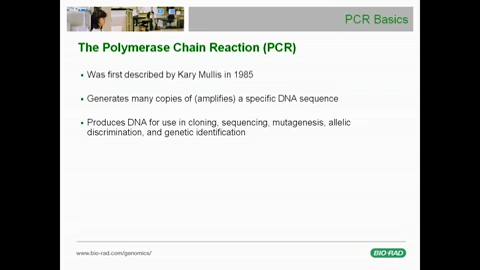 PCR Basics
The Polymerase Chain Reaction (PCR)
▪ Was first described by Kary Mullis in 1985
▪ Generates many copies of (amplifies) a specific DNA sequence
▪ Produces DNA for use in cloning, sequencing, mutagenesis, allelic
discrimination, and genetic identification
www.bio-rad.com/genomics/
BIO-RAD